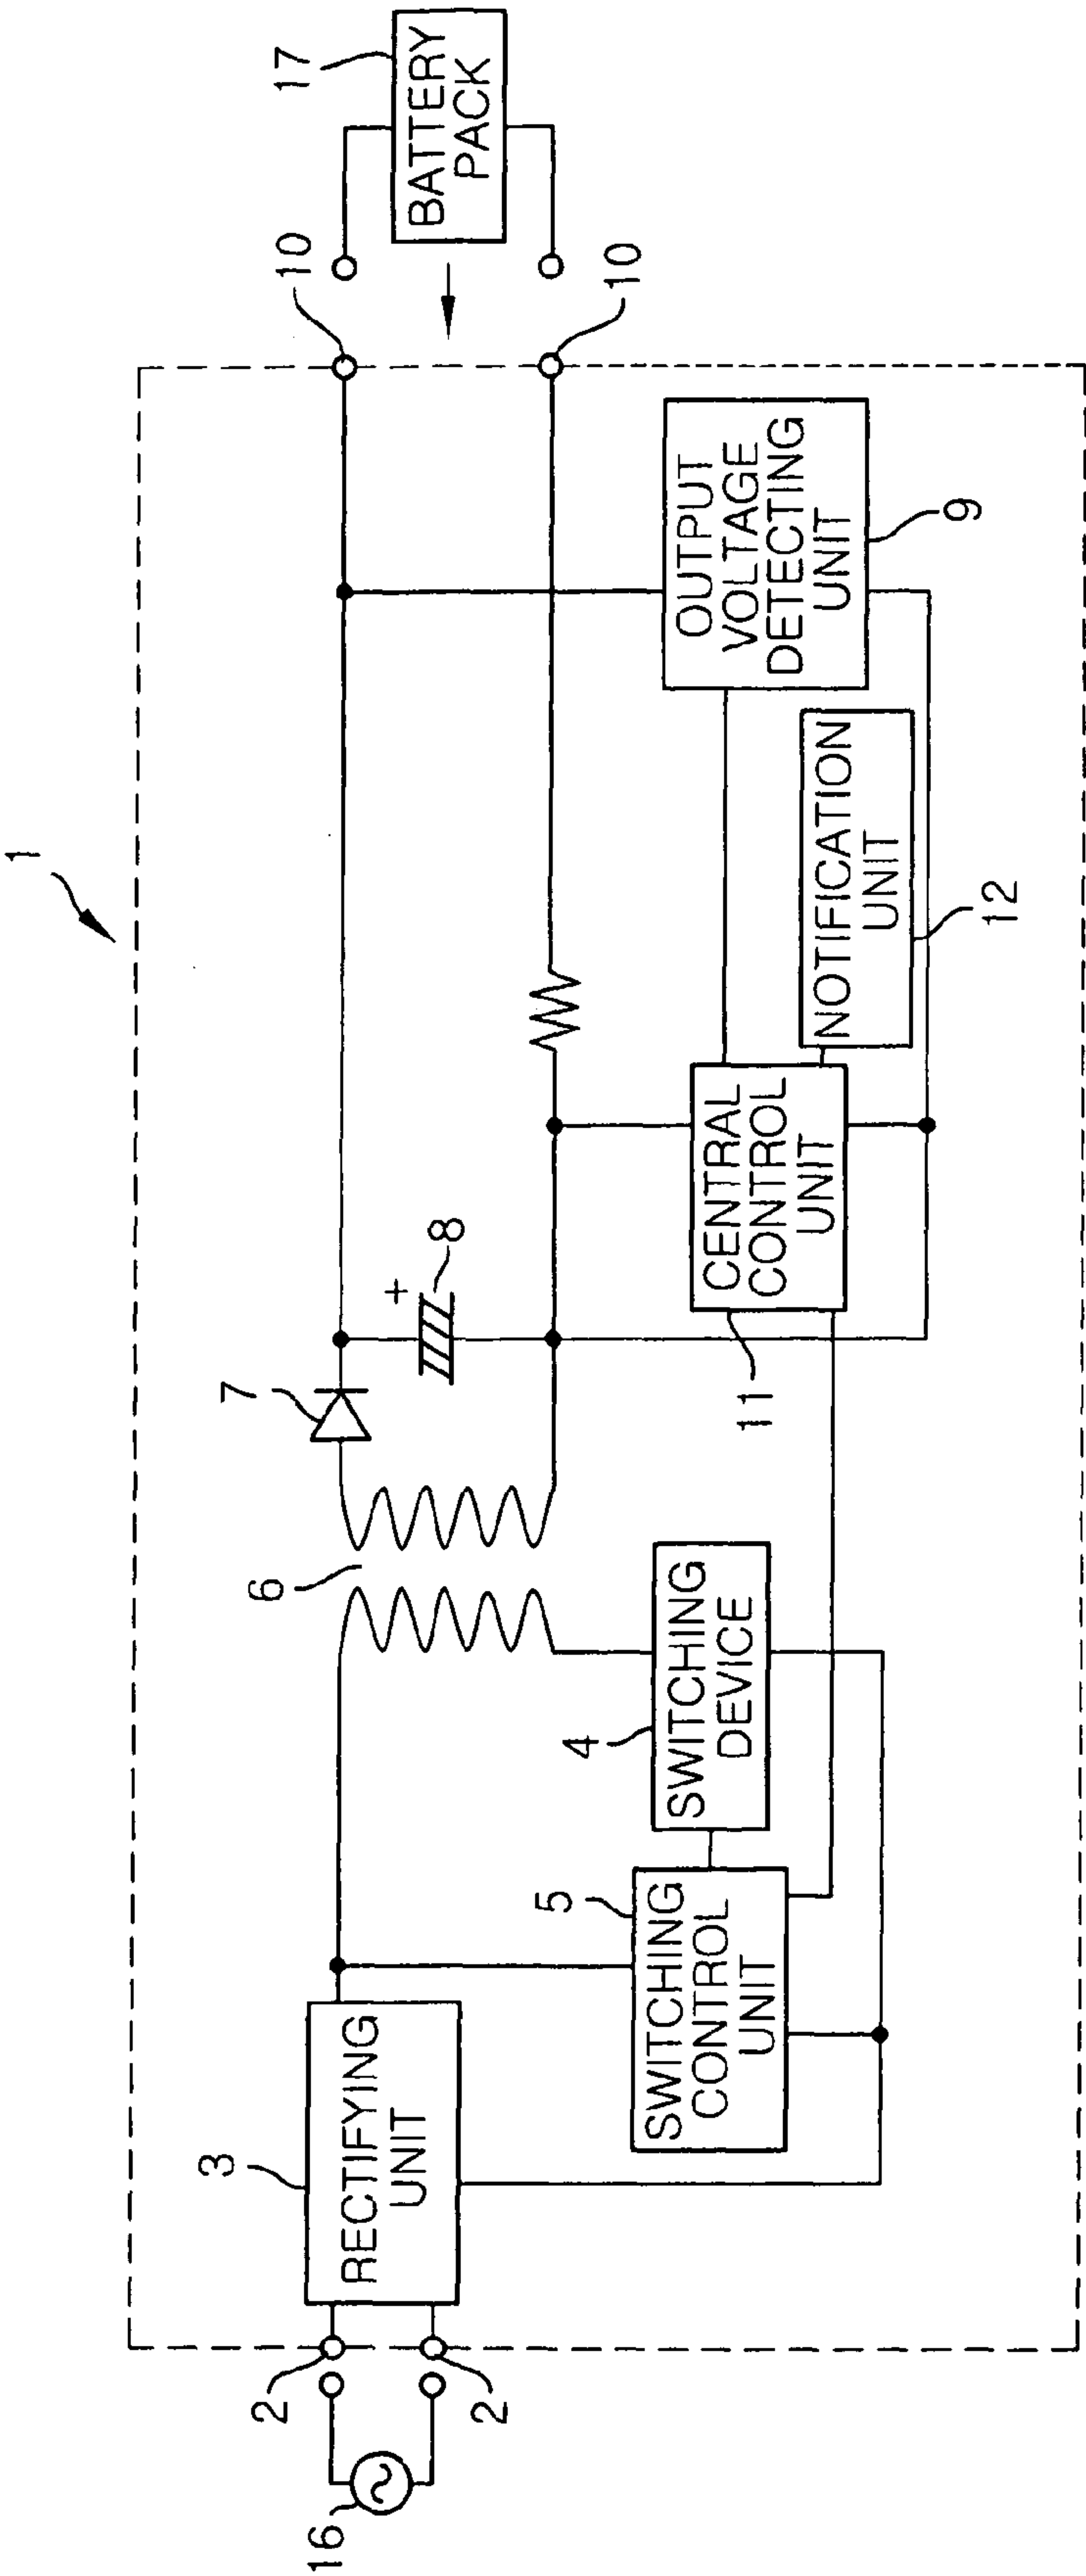 1
16
2
2
3
RECTIFYING
UNIT
5
SWITCHING
CONTROL
UNIT
4
SWITCHING
DEVICE
6
7
+
8
11
CENTRAL
CONTROL
UNIT
NOTIFICATION
UNIT
12
OUTPUT
VOLTAGE
DETECTING
UNIT
9
10
10
17
BATTERY
PACK